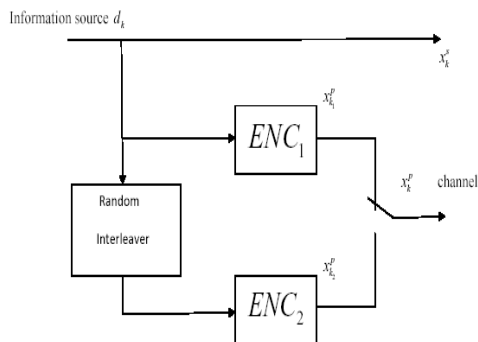 Information source d_k
x_k^s
x_{k_1}^p
ENC_1
x_k^p channel
Random
Interleaver
x_{k_2}^p
ENC_2